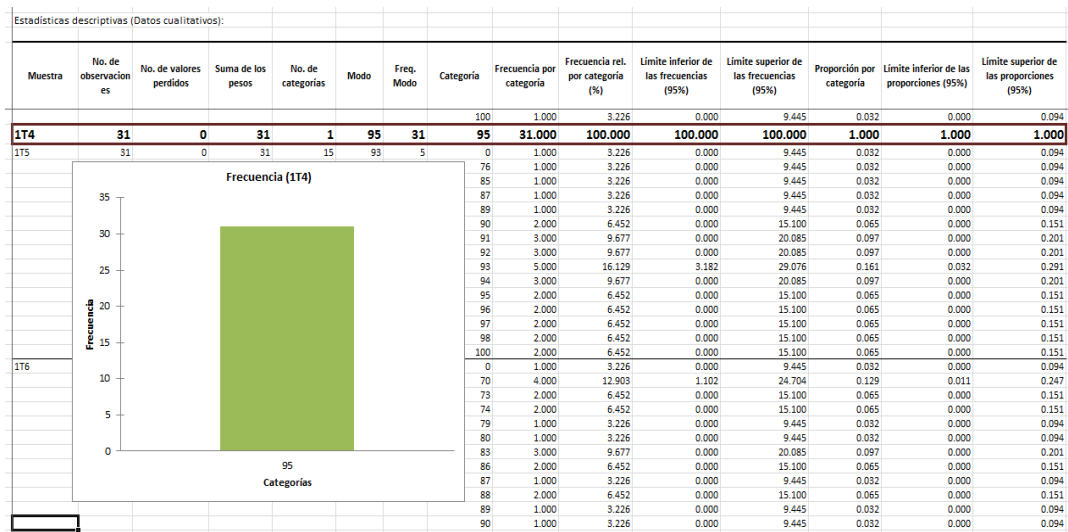 Estadísticas descriptivas (Datos cualitativos):
Muestra No. de observaciones No. de valores perdidos Suma de los pesos No. de categorías Modo Freq. Modo Categoría Frecuencia por categoría Frecuencia rel. por categoría (%) Límite inferior de las frecuencias (95%) Límite superior de las frecuencias (95%) Proporción por categoría Límite inferior de las proporciones (95%) Límite superior de las proporciones (95%)
100 1.000 3.226 0.000 9.445 0.032 0.000 0.094
1T4 31 0 31 1 95 31 95 31.000 100.000 100.000 100.000 1.000 1.000 1.000
1T5 31 0 31 15 93 5 0 1.000 3.226 0.000 9.445 0.032 0.000 0.094
76 1.000 3.226 0.000 9.445 0.032 0.000 0.094
85 1.000 3.226 0.000 9.445 0.032 0.000 0.094
87 1.000 3.226 0.000 9.445 0.032 0.000 0.094
89 1.000 3.226 0.000 9.445 0.032 0.000 0.094
90 2.000 6.452 0.000 15.100 0.065 0.000 0.151
91 3.000 9.677 0.000 20.085 0.097 0.000 0.201
92 3.000 9.677 0.000 20.085 0.097 0.000 0.201
93 5.000 16.129 3.182 29.076 0.161 0.032 0.291
94 3.000 9.677 0.000 20.085 0.097 0.000 0.201
95 2.000 6.452 0.000 15.100 0.065 0.000 0.151
96 2.000 6.452 0.000 15.100 0.065 0.000 0.151
97 2.000 6.452 0.000 15.100 0.065 0.000 0.151
98 2.000 6.452 0.000 15.100 0.065 0.000 0.151
100 2.000 6.452 0.000 15.100 0.065 0.000 0.151
1T6 0 1.000 3.226 0.000 9.445 0.032 0.000 0.094
70 4.000 12.903 1.102 24.704 0.129 0.011 0.247
73 2.000 6.452 0.000 15.100 0.065 0.000 0.151
74 2.000 6.452 0.000 15.100 0.065 0.000 0.151
79 1.000 3.226 0.000 9.445 0.032 0.000 0.094
80 1.000 3.226 0.000 9.445 0.032 0.000 0.094
83 3.000 9.677 0.000 20.085 0.097 0.000 0.201
86 2.000 6.452 0.000 15.100 0.065 0.000 0.151
87 1.000 3.226 0.000 9.445 0.032 0.000 0.094
88 2.000 6.452 0.000 15.100 0.065 0.000 0.151
89 1.000 3.226 0.000 9.445 0.032 0.000 0.094
90 1.000 3.226 0.000 9.445 0.032 0.000 0.094
Frecuencia (1T4)
Frecuencia
35
30
25
20
15
10
5
0
95
Categorías